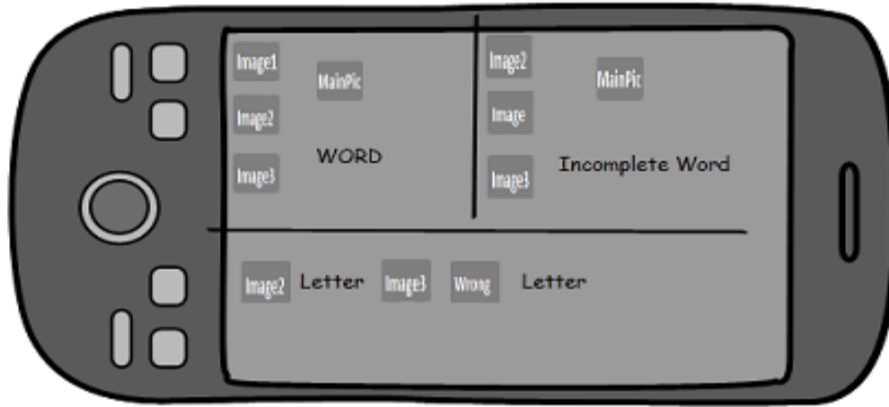 Image1
MainPic
Image2
WORD
Image3
Image2
MainPic
Image
Incomplete Word
Image3
Image2 Letter Image3 Wrong Letter